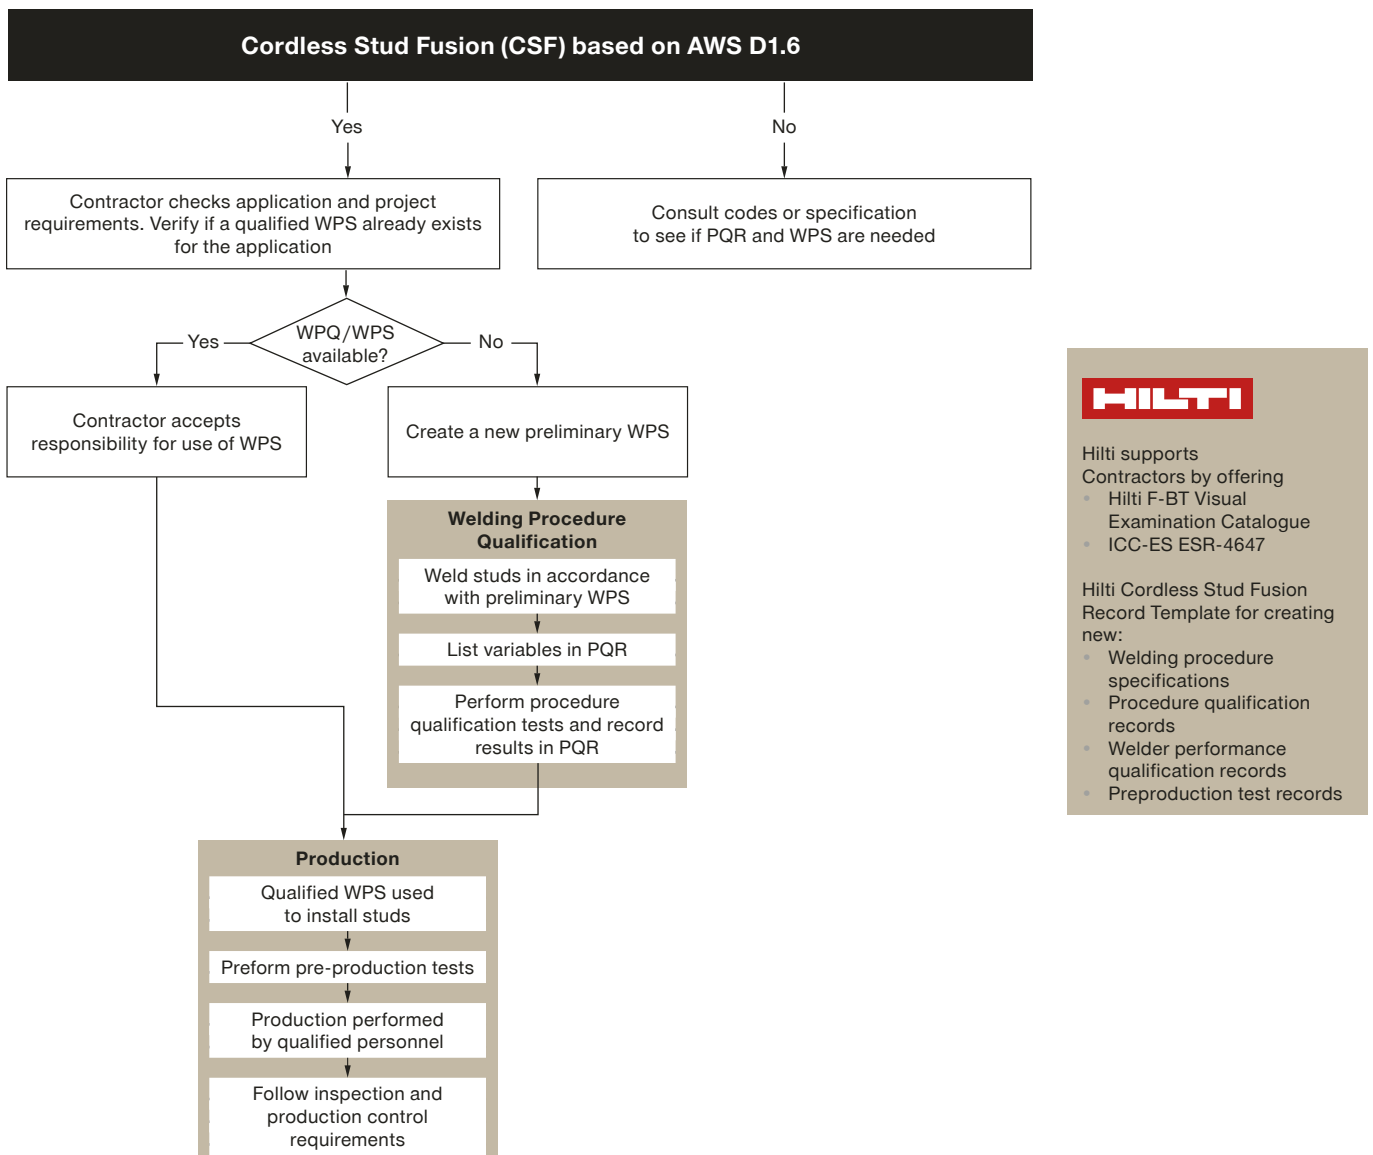 Cordless Stud Fusion (CSF) based on AWS D1.6
Yes
No
Contractor checks application and project
requirements. Verify if a qualified WPS already exists
for the application
Consult codes or specification
to see if PQR and WPS are needed
WPQ/WPS
available?
Yes
No
Contractor accepts
responsibility for use of WPS
Create a new preliminary WPS
Welding Procedure
Qualification
Weld studs in accordance
with preliminary WPS
List variables in PQR
Perform procedure
qualification tests and record
results in PQR
Production
Qualified WPS used
to install studs
Preform pre-production tests
Production performed
by qualified personnel
Follow inspection and
production control
requirements
HILTI
Hilti supports
Contractors by offering
• Hilti F-BT Visual
Examination Catalogue
• ICC-ES ESR-4647
Hilti Cordless Stud Fusion
Record Template for creating
new:
• Welding procedure
specifications
• Procedure qualification
records
• Welder performance
qualification records
• Preproduction test records